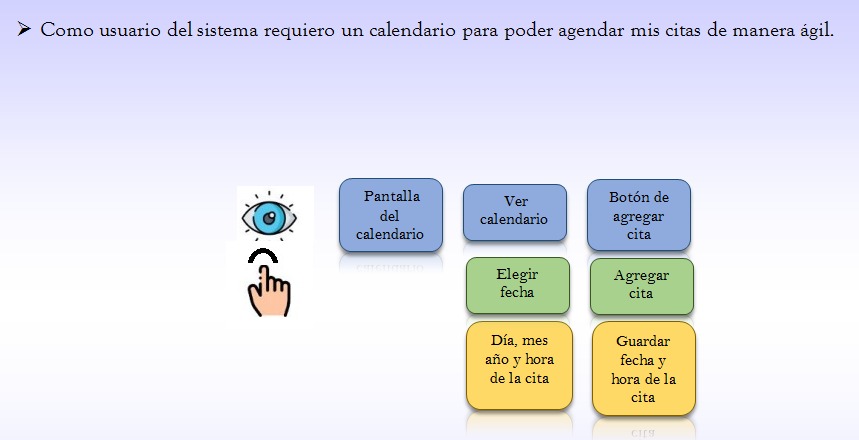 Como usuario del sistema requiero un calendario para poder agendar mis citas de manera ágil.
Pantalla
del
calendario
Ver
calendario
Botón de
agregar
cita
Elegir
fecha
Agregar
cita
Día, mes
año y hora
de la cita
Guardar
fecha y
hora de la
cita